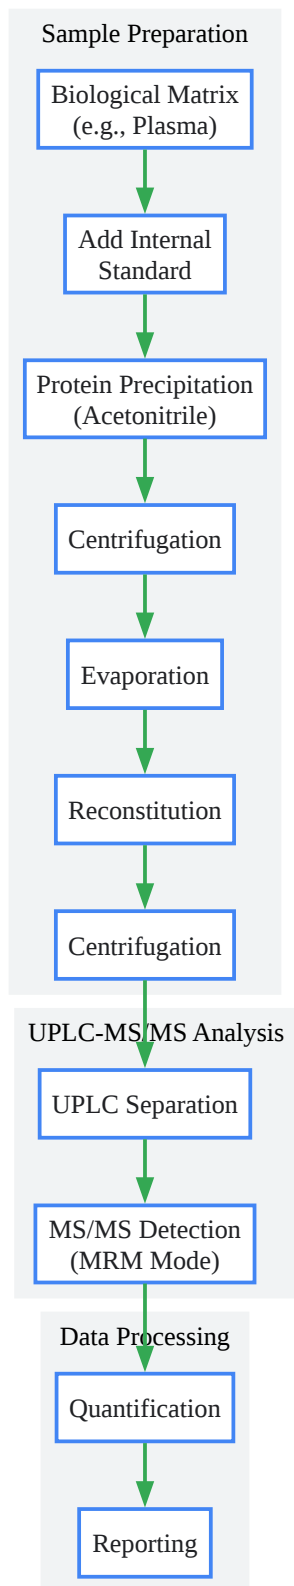 Sample Preparation
Biological Matrix
(e.g., Plasma)
Add Internal
Standard
Protein Precipitation
(Acetonitrile)
Centrifugation
Evaporation
Reconstitution
Centrifugation
UPLC-MS/MS Analysis
UPLC Separation
MS/MS Detection
(MRM Mode)
Data Processing
Quantification
Reporting